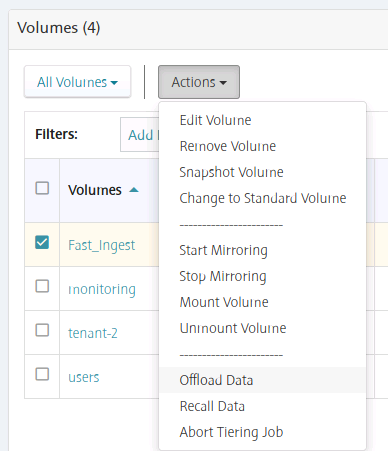 Volumes (4)
All Volumes
Actions
Edit Volume
Remove Volume
Snapshot Volume
Change to Standard Volume
-----------------------
Start Mirroring
Stop Mirroring
Mount Volume
Unmount Volume
-----------------------
Offload Data
Recall Data
Abort Tiering Job
Filters:
Add
Volumes
Fast_Ingest
monitoring
tenant-2
users